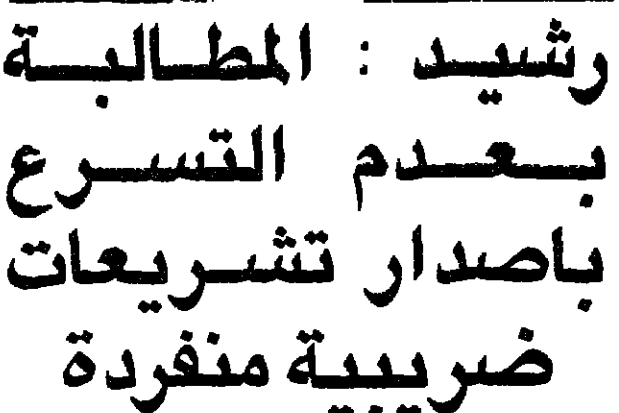 رشيد : المطالبة
بعدم التسرع
باصدار تشريعات
ضريبية منفردة